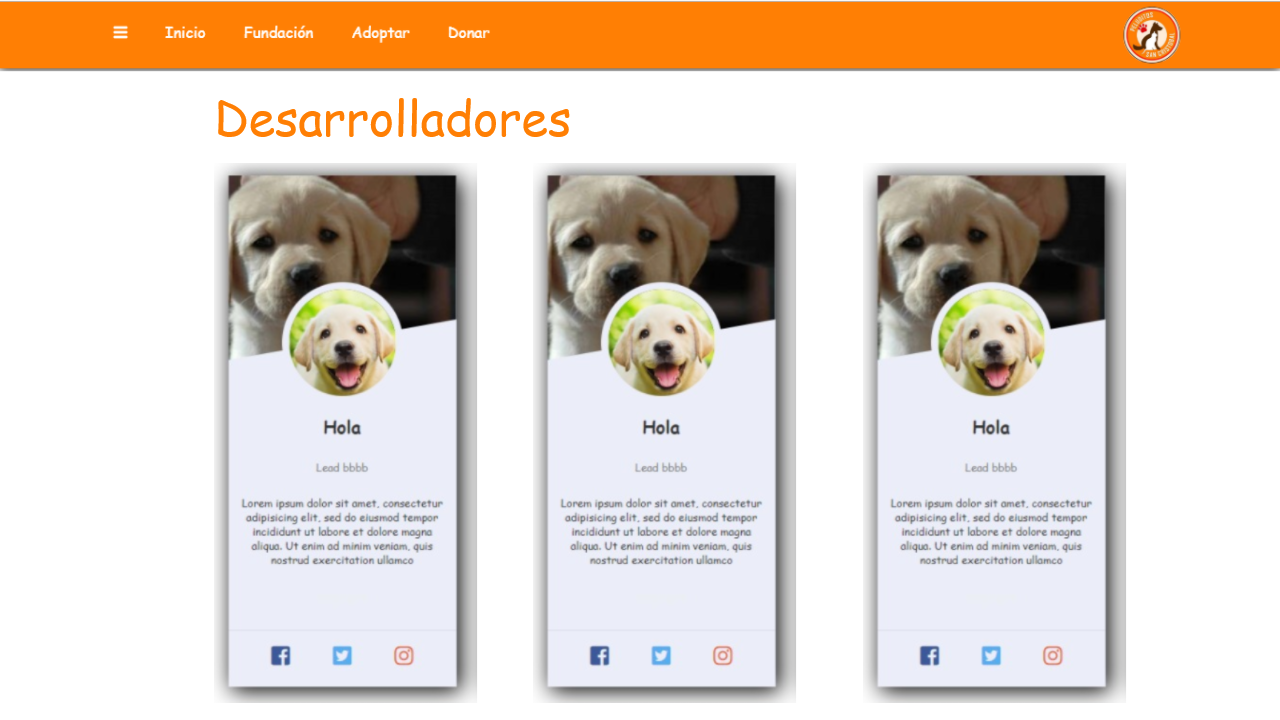 Inicio Fundación Adoptar Donar
PELUDITOS
SAN CRISTOBAL
Desarrolladores
Hola
Lead bbbb
Lorem ipsum dolor sit amet, consectetur
adipisicing elit, sed do eiusmod tempor
incididunt ut labore et dolore magna
aliqua. Ut enim ad minim veniam, quis
nostrud exercitation ullamco
Hola
Lead bbbb
Lorem ipsum dolor sit amet, consectetur
adipisicing elit, sed do eiusmod tempor
incididunt ut labore et dolore magna
aliqua. Ut enim ad minim veniam, quis
nostrud exercitation ullamco
Hola
Lead bbbb
Lorem ipsum dolor sit amet, consectetur
adipisicing elit, sed do eiusmod tempor
incididunt ut labore et dolore magna
aliqua. Ut enim ad minim veniam, quis
nostrud exercitation ullamco